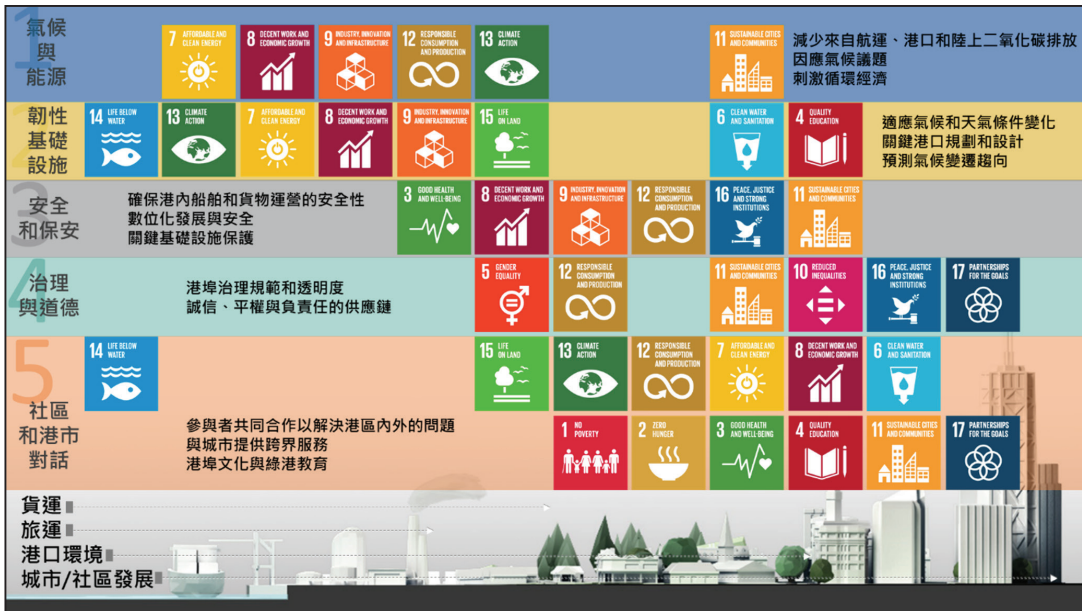 1
氣候
與
能源
7 AFFORDABLE AND
CLEAN ENERGY
8 DECENT WORK AND
ECONOMIC GROWTH
9 INDUSTRY, INNOVATION
AND INFRASTRUCTURE
12 RESPONSIBLE
CONSUMPTION
AND PRODUCTION
13 CLIMATE
ACTION
11 SUSTAINABLE CITIES
AND COMMUNITIES
減少來自航運、港口和陸上二氧化碳排放
因應氣候議題
刺激循環經濟
2
韌性
基礎
設施
14 LIFE BELOW
WATER
13 CLIMATE
ACTION
7 AFFORDABLE AND
CLEAN ENERGY
8 DECENT WORK AND
ECONOMIC GROWTH
9 INDUSTRY, INNOVATION
AND INFRASTRUCTURE
15 LIFE
ON LAND
6 CLEAN WATER
AND SANITATION
4 QUALITY
EDUCATION
適應氣候和天氣條件變化
關鍵港口規劃和設計
預測氣候變遷趨向
3
安全
和保安
確保港內船舶和貨物運營的安全性
數位化發展與安全
關鍵基礎設施保護
3 GOOD HEALTH
AND WELL-BEING
8 DECENT WORK AND
ECONOMIC GROWTH
9 INDUSTRY, INNOVATION
AND INFRASTRUCTURE
12 RESPONSIBLE
CONSUMPTION
AND PRODUCTION
16 PEACE, JUSTICE
AND STRONG
INSTITUTIONS
11 SUSTAINABLE CITIES
AND COMMUNITIES
4
治理
與道德
港埠治理規範和透明度
誠信、平權與負責任的供應鏈
5 GENDER
EQUALITY
12 RESPONSIBLE
CONSUMPTION
AND PRODUCTION
11 SUSTAINABLE CITIES
AND COMMUNITIES
10 REDUCED
INEQUALITIES
16 PEACE, JUSTICE
AND STRONG
INSTITUTIONS
17 PARTNERSHIPS
FOR THE GOALS
5
社區
和港市
對話
14 LIFE BELOW
WATER
15 LIFE
ON LAND
13 CLIMATE
ACTION
12 RESPONSIBLE
CONSUMPTION
AND PRODUCTION
7 AFFORDABLE AND
CLEAN ENERGY
8 DECENT WORK AND
ECONOMIC GROWTH
6 CLEAN WATER
AND SANITATION
參與者共同合作以解決港區內外的問題
與城市提供跨界服務
港埠文化與綠港教育
1 NO
POVERTY
2 ZERO
HUNGER
3 GOOD HEALTH
AND WELL-BEING
4 QUALITY
EDUCATION
11 SUSTAINABLE CITIES
AND COMMUNITIES
17 PARTNERSHIPS
FOR THE GOALS
貨運
旅運
港口環境
城市/社區發展